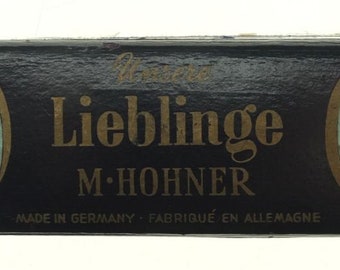 Unsere
Lieblinge
M·HOHNER
-MADE IN GERMANY - FABRIQUÉ EN ALLEMAGNE